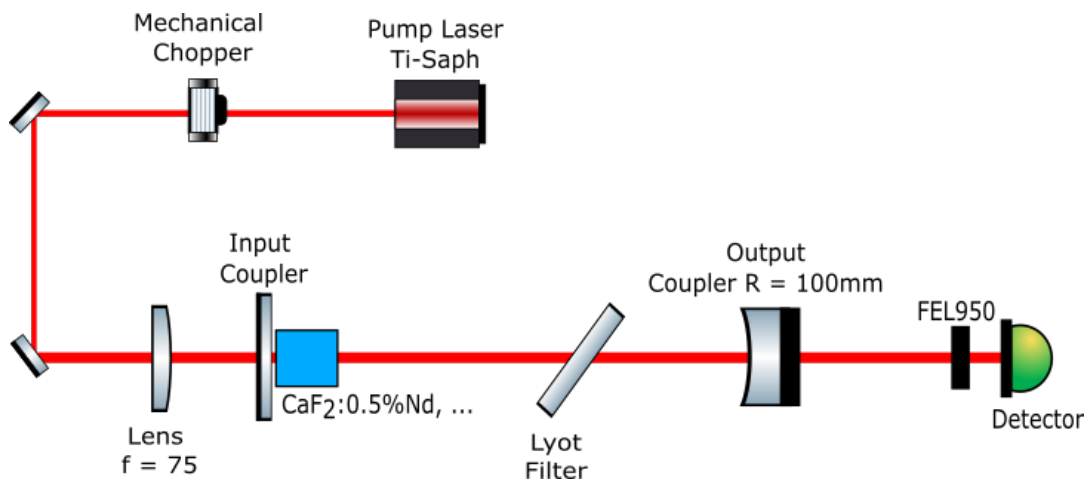 Mechanical
Chopper
Pump Laser
Ti-Saph
Input
Coupler
Output
Coupler R = 100mm
FEL950
CaF₂:0.5%Nd, ...
Lens
f = 75
Lyot
Filter
Detector